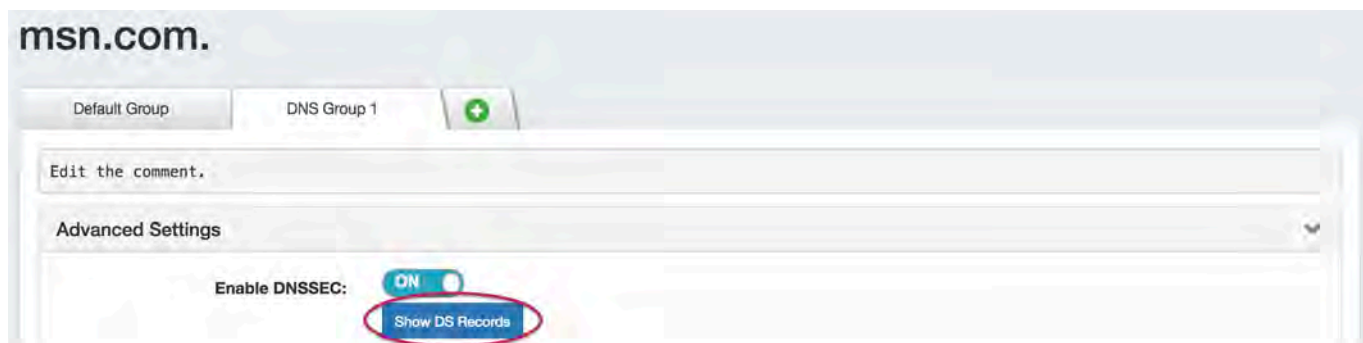 msn.com.
Default Group DNS Group 1
Edit the comment.
Advanced Settings
Enable DNSSEC: ON
Show DS Records